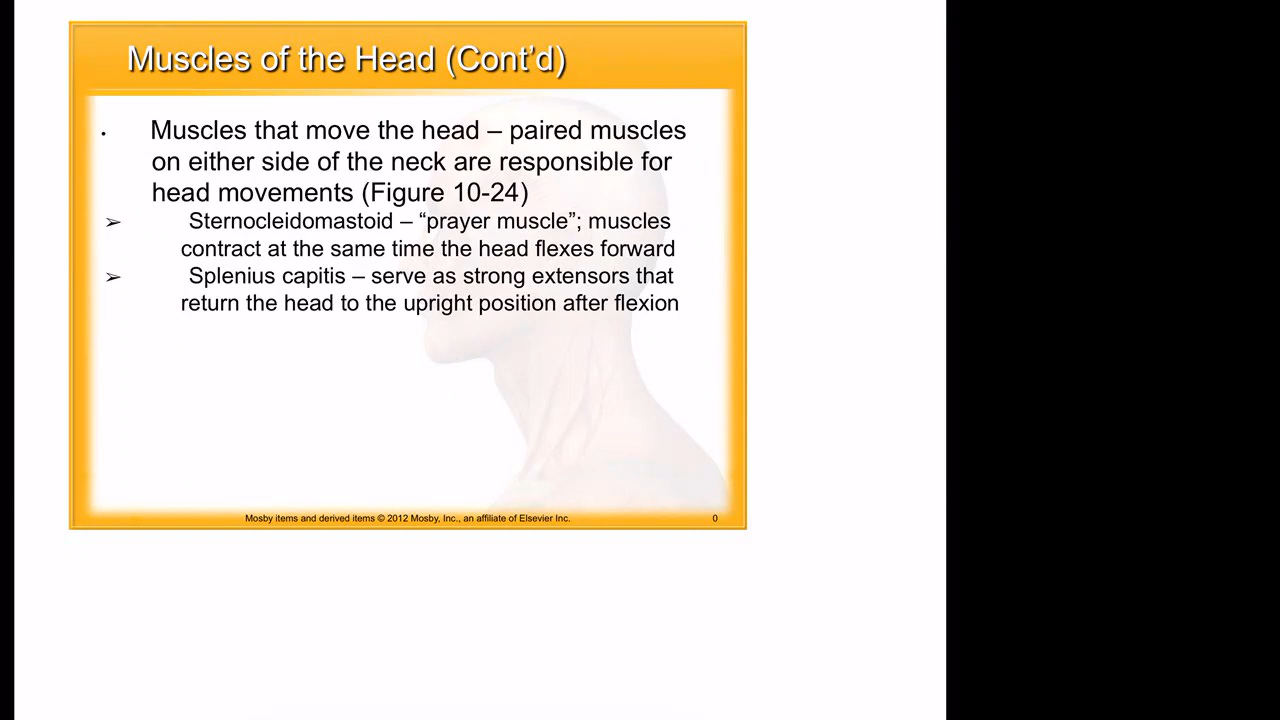 Muscles of the Head (Cont’d)
• Muscles that move the head – paired muscles
on either side of the neck are responsible for
head movements (Figure 10-24)
➢ Sternocleidomastoid – “prayer muscle”; muscles
contract at the same time the head flexes forward
➢ Splenius capitis – serve as strong extensors that
return the head to the upright position after flexion
Mosby items and derived items © 2012 Mosby, Inc., an affiliate of Elsevier Inc.
0